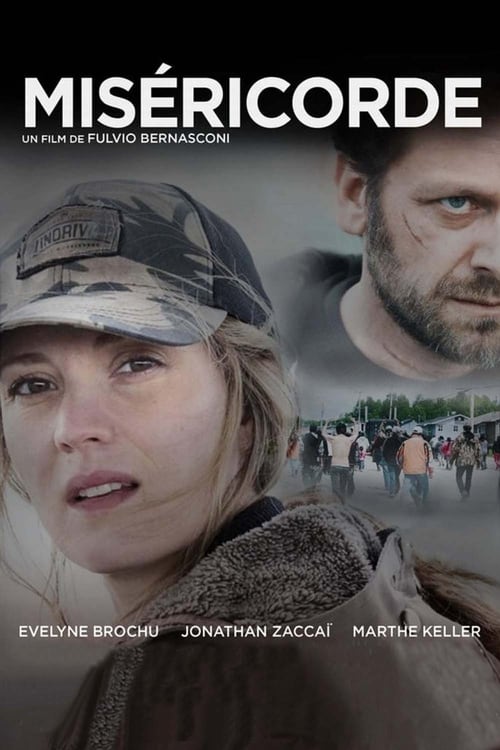 MISÉRICORDE
UN FILM DE FULVIO BERNASCONI
EVELYNE BROCHU JONATHAN ZACCAÏ MARTHE KELLER